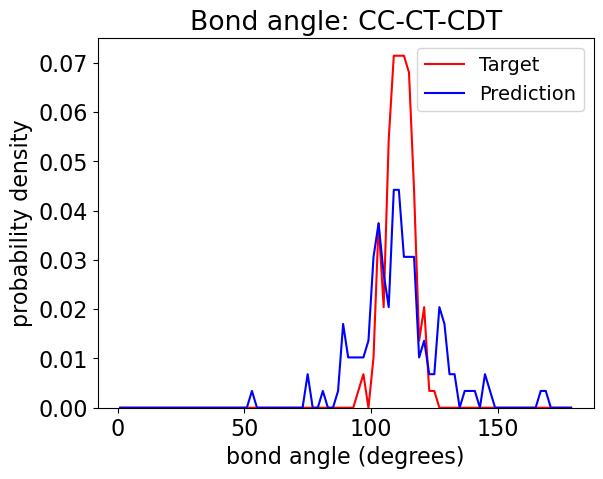 Bond angle: CC-CT-CDT
Target
Prediction
probability density
0.07
0.06
0.05
0.04
0.03
0.02
0.01
0.00
0 50 100 150
bond angle (degrees)